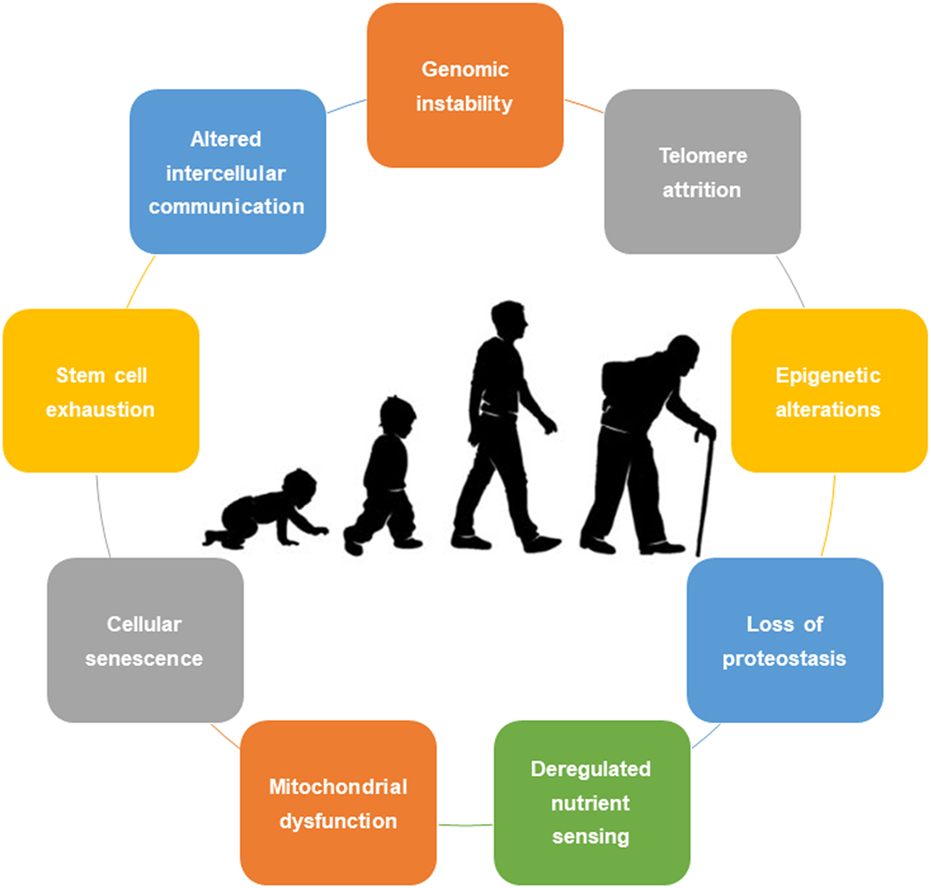 Genomic
instability
Telomere
attrition
Epigenetic
alterations
Loss of
proteostasis
Deregulated
nutrient
sensing
Mitochondrial
dysfunction
Cellular
senescence
Stem cell
exhaustion
Altered
intercellular
communication